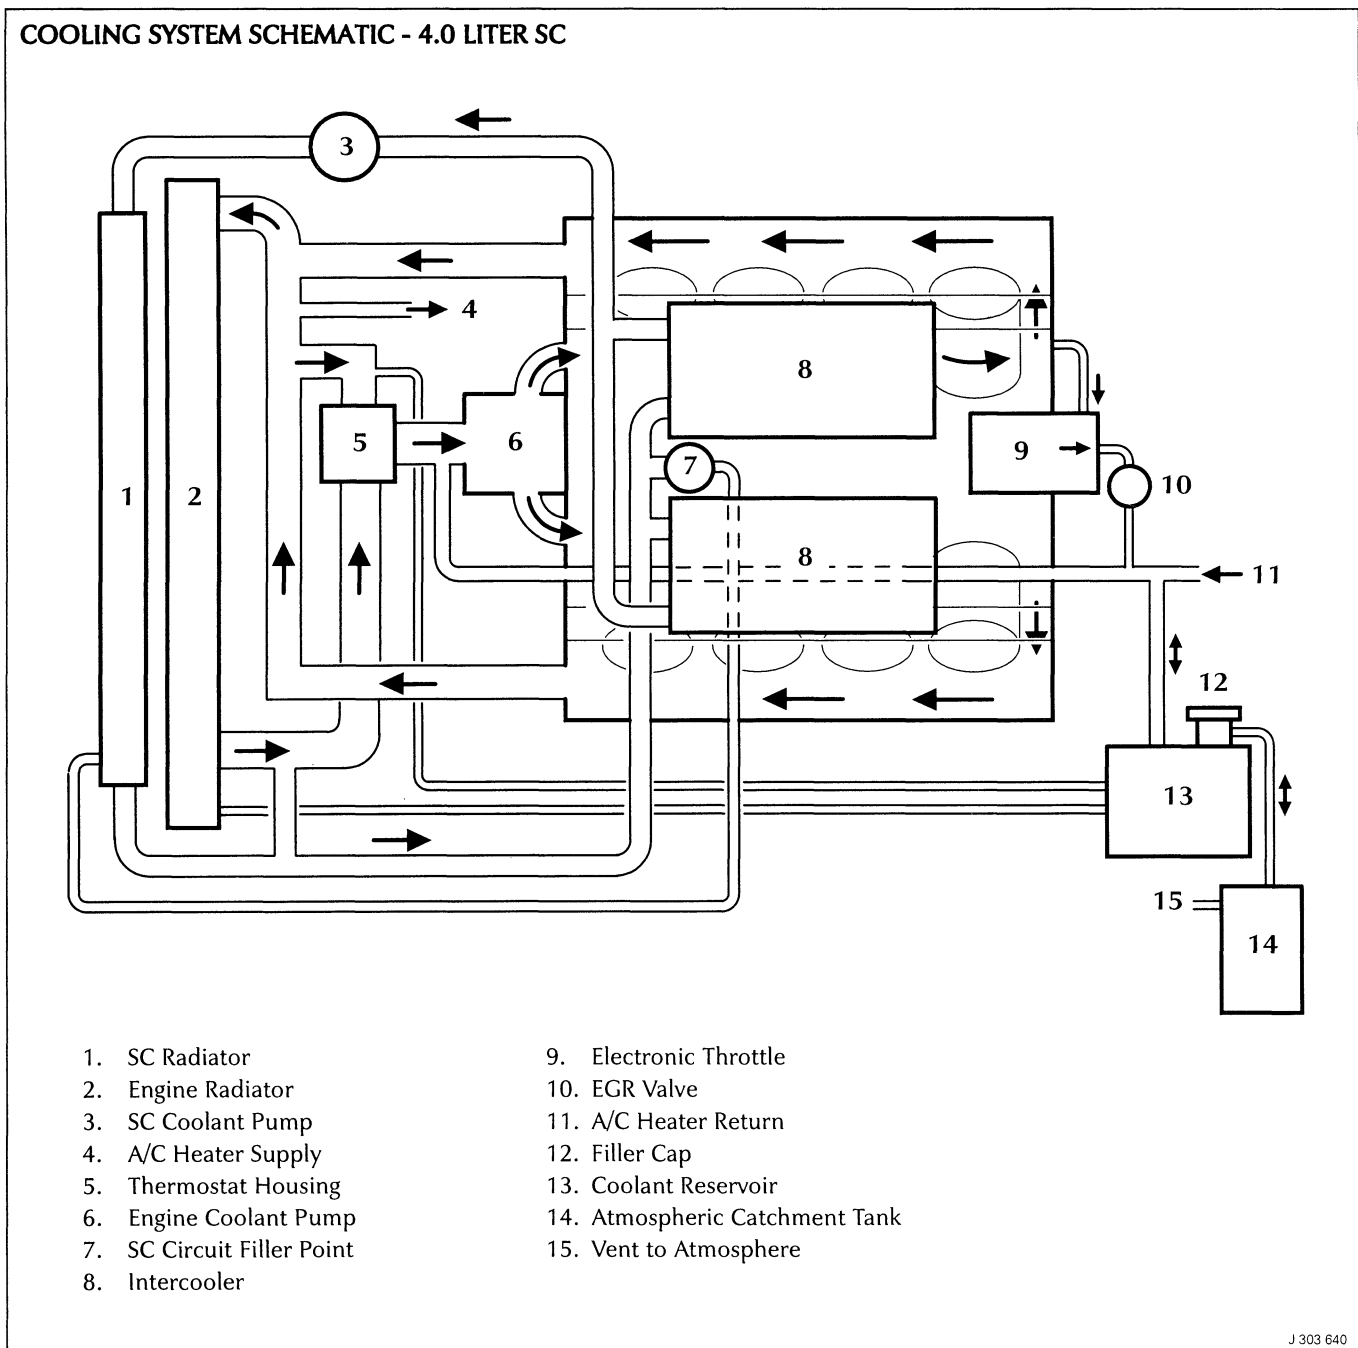 COOLING SYSTEM SCHEMATIC - 4.0 LITER SC
3
4
8
5
6
9
7
1
2
10
8
11
12
13
15
14
1. SC Radiator
2. Engine Radiator
3. SC Coolant Pump
4. A/C Heater Supply
5. Thermostat Housing
6. Engine Coolant Pump
7. SC Circuit Filler Point
8. Intercooler
9. Electronic Throttle
10. EGR Valve
11. A/C Heater Return
12. Filler Cap
13. Coolant Reservoir
14. Atmospheric Catchment Tank
15. Vent to Atmosphere
J 303 640